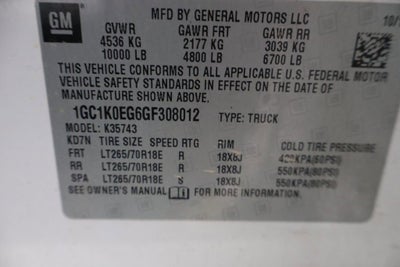 GM
MFD BY GENERAL MOTORS LLC 10/
GVWR GAWR FRT GAWR RR
4536 KG 2177 KG 3039 KG
10000 LB 4800 LB 6700 LB
THIS VEHICLE CONFORMS TO ALL APPLICABLE U.S. FEDERAL MOTOR
VEHICLE SAFETY STANDARDS IN EFFECT ON THE DATE OF
MANUFACTURE SHOWN ABOVE.
1GC1K0EG6GF308012 TYPE: TRUCK
MODEL: K35743
KD7N TIRE SIZE SPEED RTG RIM COLD TIRE PRESSURE
FRT LT265/70R18E R 18X8J 420KPA(60PSI)
RR LT265/70R18E R 18X8J 550KPA(80PSI)
SPA LT265/70R18E S 18X8J 550KPA(80PSI)
SEE OWNER'S MANUAL FOR MORE INFORMATION.